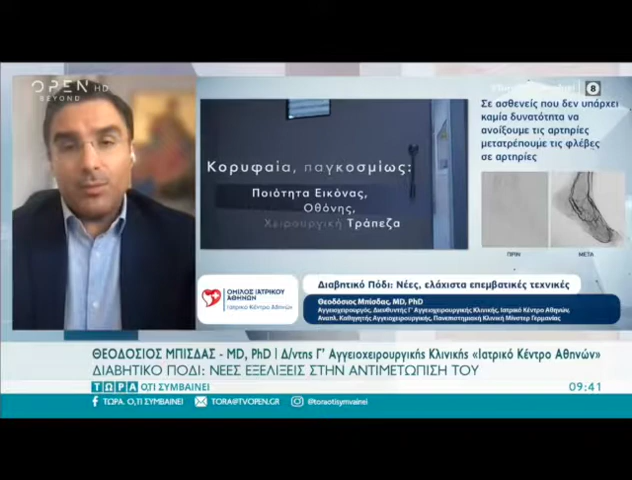 OPEN HD
BEYOND
8
Σε ασθενείς που δεν υπάρχει
καμία δυνατότητα να
ανοίξουμε τις αρτηρίες
μετατρέπουμε τις φλέβες
σε αρτηρίες
Κορυφαία, παγκοσμίως:
Ποιότητα Εικόνας,
Οθόνης,
Χειρουργική Τράπεζα
ΠΡΙΝ
ΜΕΤΑ
ΟΜΙΛΟΣ ΙΑΤΡΙΚΟΥ
ΑΘΗΝΩΝ
Ιατρικό Κέντρο Αθηνών
Διαβητικό Πόδι: Νέες, ελάχιστα επεμβατικές τεχνικές
Θεοδόσιος Μπίσδας, MD, PhD
Αγγειοχειρουργός, Διευθυντής Γ' Αγγειοχειρουργικής Κλινικής, Ιατρικό Κέντρο Αθηνών,
Αναπλ. Καθηγητής Αγγειοχειρουργικής, Πανεπιστημιακή Κλινική Μίνστερ Γερμανίας
ΘΕΟΔΟΣΙΟΣ ΜΠΙΣΔΑΣ - MD, PhD | Δ/ντης Γ' Αγγειοχειρουργικής Κλινικής «Ιατρικό Κέντρο Αθηνών»
ΔΙΑΒΗΤΙΚΟ ΠΟΔΙ: ΝΕΕΣ ΕΞΕΛΙΞΕΙΣ ΣΤΗΝ ΑΝΤΙΜΕΤΩΠΙΣΗ ΤΟΥ
ΤΩΡΑ Ο,ΤΙ ΣΥΜΒΑΙΝΕΙ
09:41
ΤΩΡΑ. Ο,ΤΙ ΣΥΜΒΑΙΝΕΙ
TORA@TVOPEN.GR
@toraotisymvainei